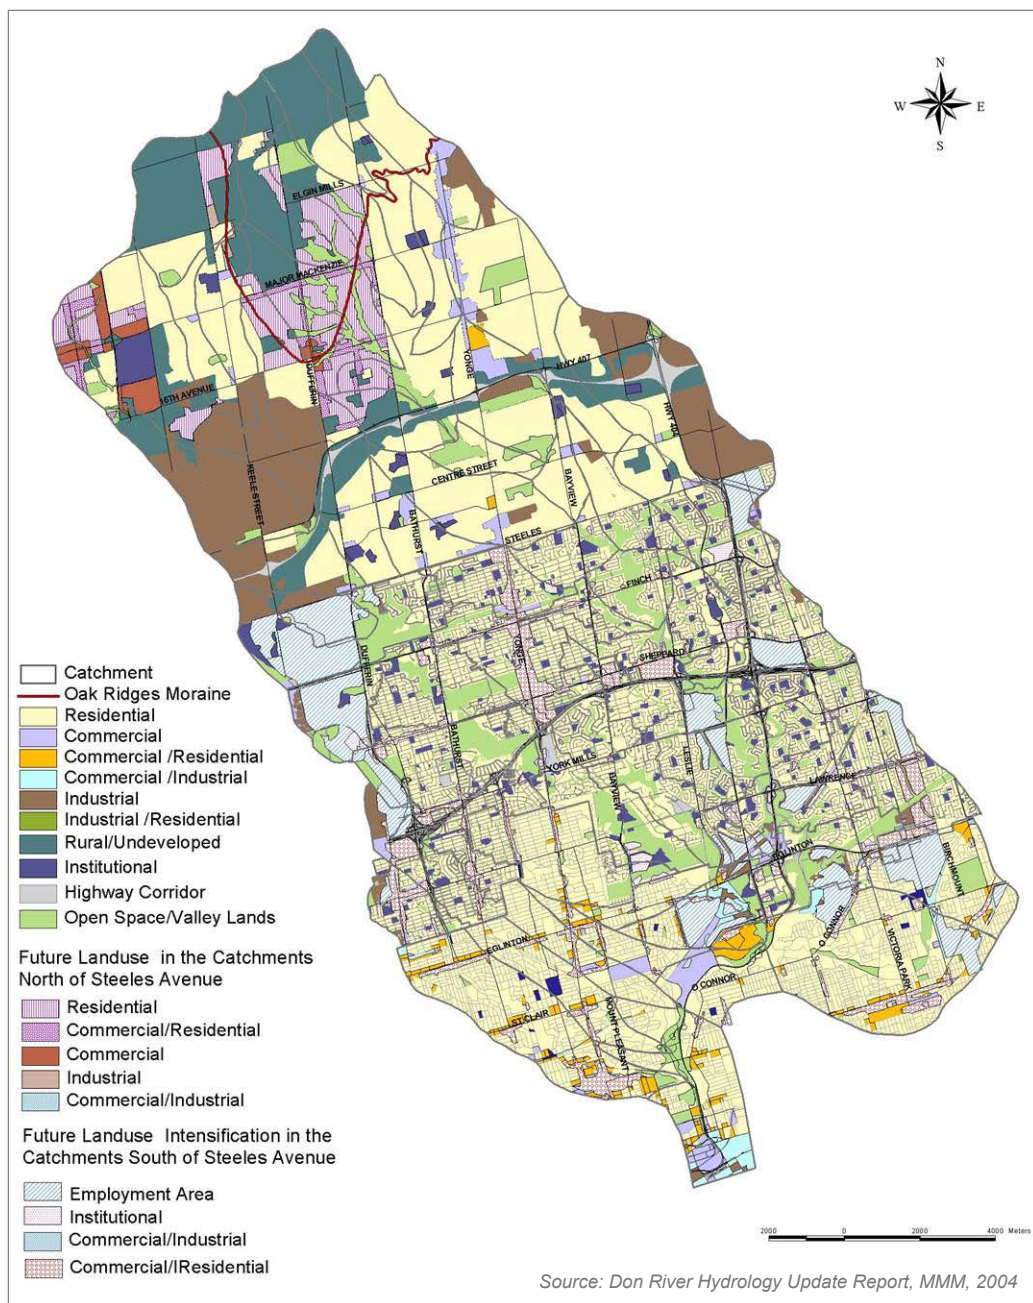 N
W E
S
ELGIN MILLS
MAJOR MACKENZIE
DUFFERIN
YONGE
HWY 407
16TH AVENUE
HWY 404
KEELE STREET
CENTRE STREET
BATHURST
BAYVIEW
STEELES
FINCH
DUFFERIN
YONGE
SHEPPARD
BATHURST
YORK MILLS
BAYVIEW
LESLIE
LAWRENCE
EGLINTON
BIRCHMOUNT
O CONNOR
VICTORIA PARK
EGLINTON
O CONNOR
ST.CLAIR
MOUNT PLEASANT
Catchment
Oak Ridges Moraine
Residential
Commercial
Commercial /Residential
Commercial /Industrial
Industrial
Industrial /Residential
Rural/Undeveloped
Institutional
Highway Corridor
Open Space/Valley Lands
Future Landuse in the Catchments
North of Steeles Avenue
Residential
Commercial/Residential
Commercial
Industrial
Commercial/Industrial
Future Landuse Intensification in the
Catchments South of Steeles Avenue
Employment Area
Institutional
Commercial/Industrial
Commercial/IResidential
2000 0 2000 4000 Meters
Source: Don River Hydrology Update Report, MMM, 2004